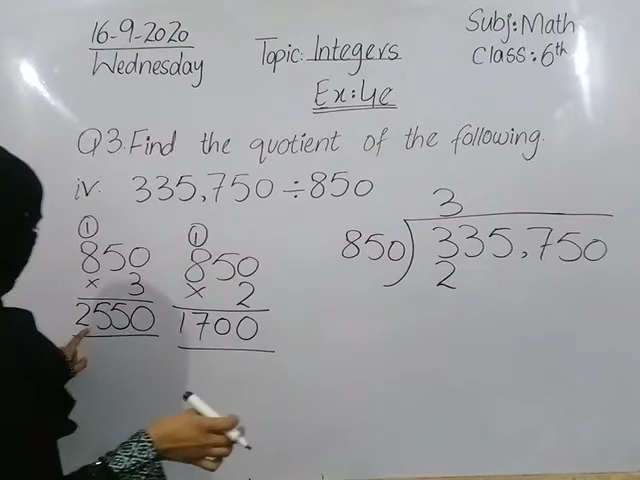 16-9-2020
Wednesday
Topic: Integers
Ex:4c
Subj:Math
Class:6th
Q3.Find the quotient of the following.
iv. 335,750÷850
①
850
× 3
2550
①
850
× 2
1700
3
850)335,750
2